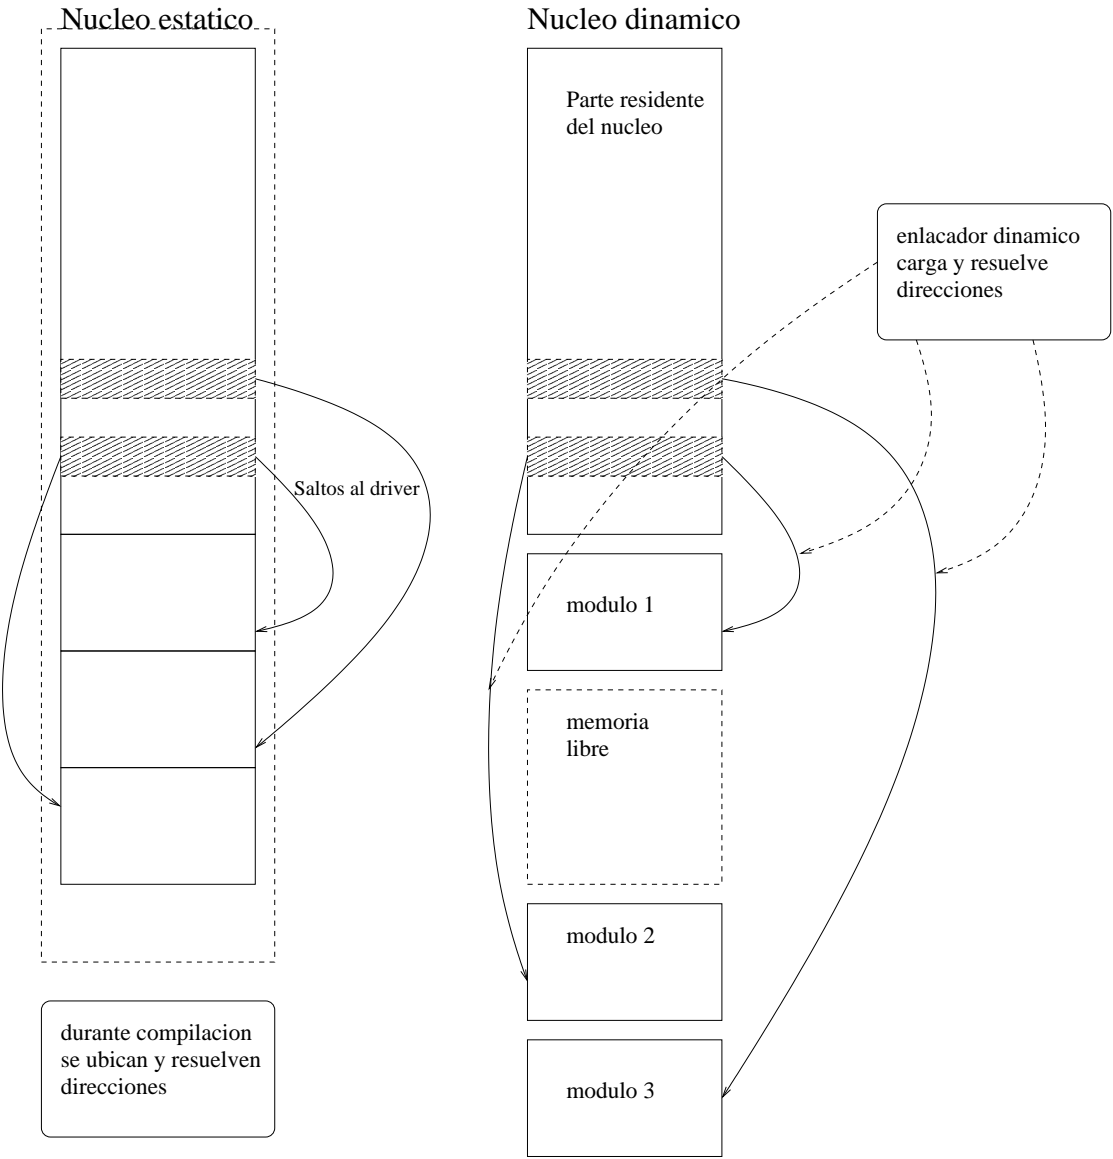 Nucleo estatico
Nucleo dinamico
Parte residente
del nucleo
enlacador dinamico
carga y resuelve
direcciones
Saltos al driver
modulo 1
memoria
libre
modulo 2
durante compilacion
se ubican y resuelven
direcciones
modulo 3